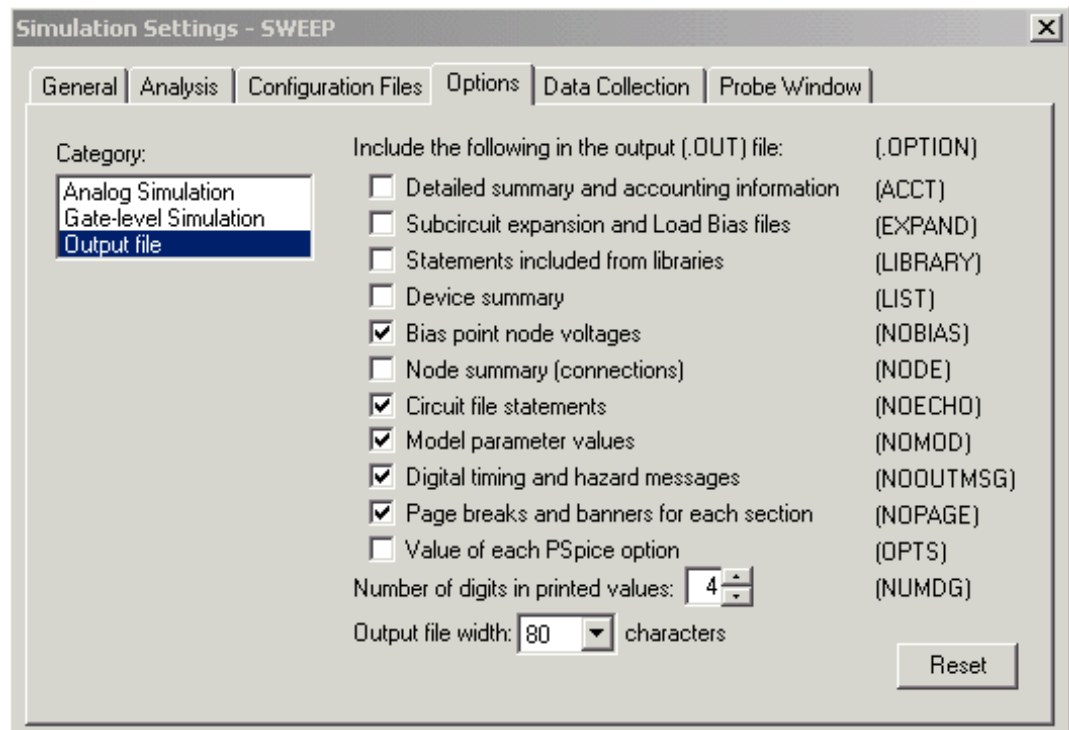 Simulation Settings - SWEEP
General Analysis Configuration Files Options Data Collection Probe Window
Category:
Analog Simulation
Gate-level Simulation
Output file
Include the following in the output (.OUT) file: (.OPTION)
Detailed summary and accounting information (ACCT)
Subcircuit expansion and Load Bias files (EXPAND)
Statements included from libraries (LIBRARY)
Device summary (LIST)
Bias point node voltages (NOBIAS)
Node summary (connections) (NODE)
Circuit file statements (NOECHO)
Model parameter values (NOMOD)
Digital timing and hazard messages (NOOUTMSG)
Page breaks and banners for each section (NOPAGE)
Value of each PSpice option (OPTS)
Number of digits in printed values: 4 (NUMDG)
Output file width: 80 characters
Reset